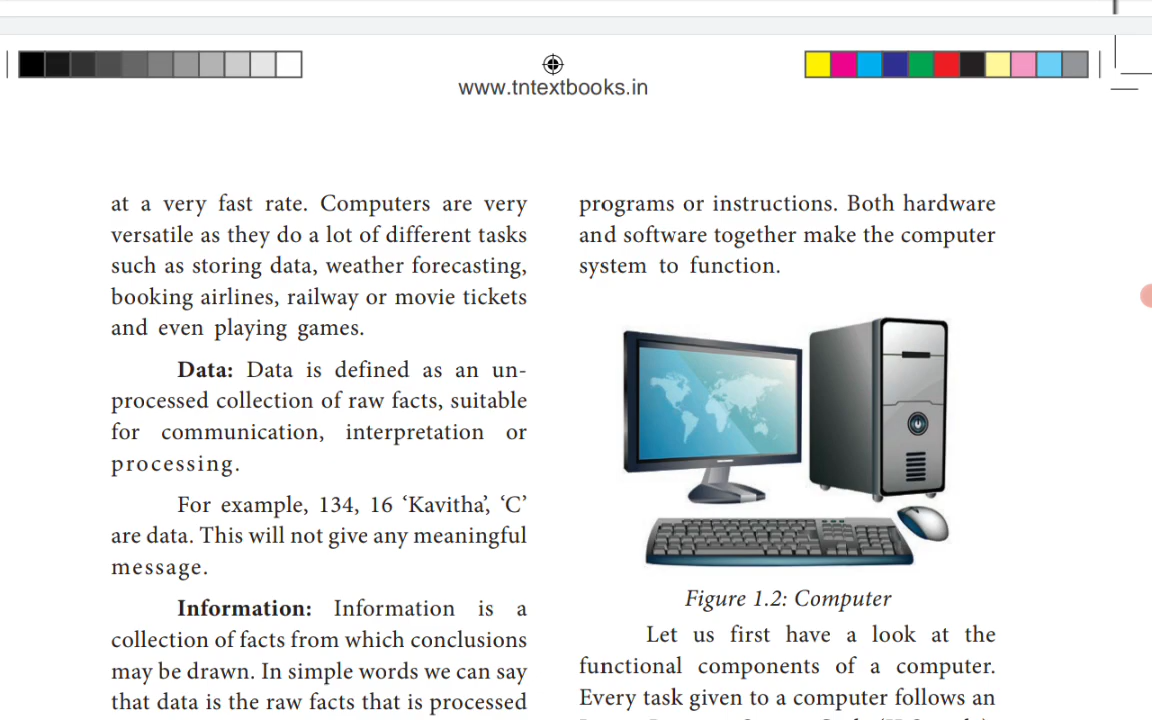 www.tntextbooks.in
at a very fast rate. Computers are very
versatile as they do a lot of different tasks
such as storing data, weather forecasting,
booking airlines, railway or movie tickets
and even playing games.
Data: Data is defined as an un-
processed collection of raw facts, suitable
for communication, interpretation or
processing.
For example, 134, 16 ‘Kavitha’, ‘C’
are data. This will not give any meaningful
message.
Information: Information is a
collection of facts from which conclusions
may be drawn. In simple words we can say
that data is the raw facts that is processed
programs or instructions. Both hardware
and software together make the computer
system to function.
Figure 1.2: Computer
Let us first have a look at the
functional components of a computer.
Every task given to a computer follows an